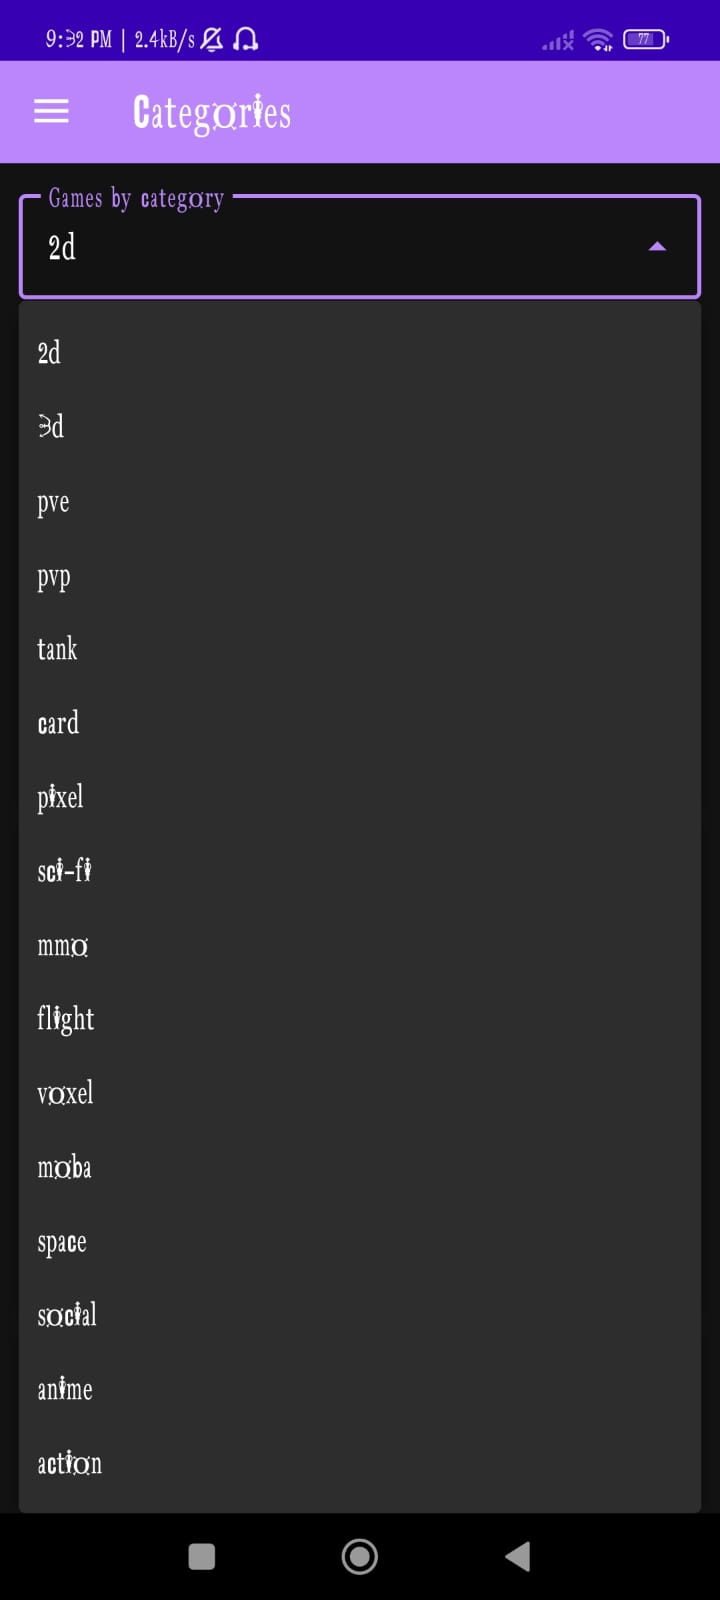 9:32 PM | 2.4kB/s
77
Categories
Games by category
2d
2d
3d
pve
pvp
tank
card
pixel
sci-fi
mmo
flight
voxel
moba
space
social
anime
action